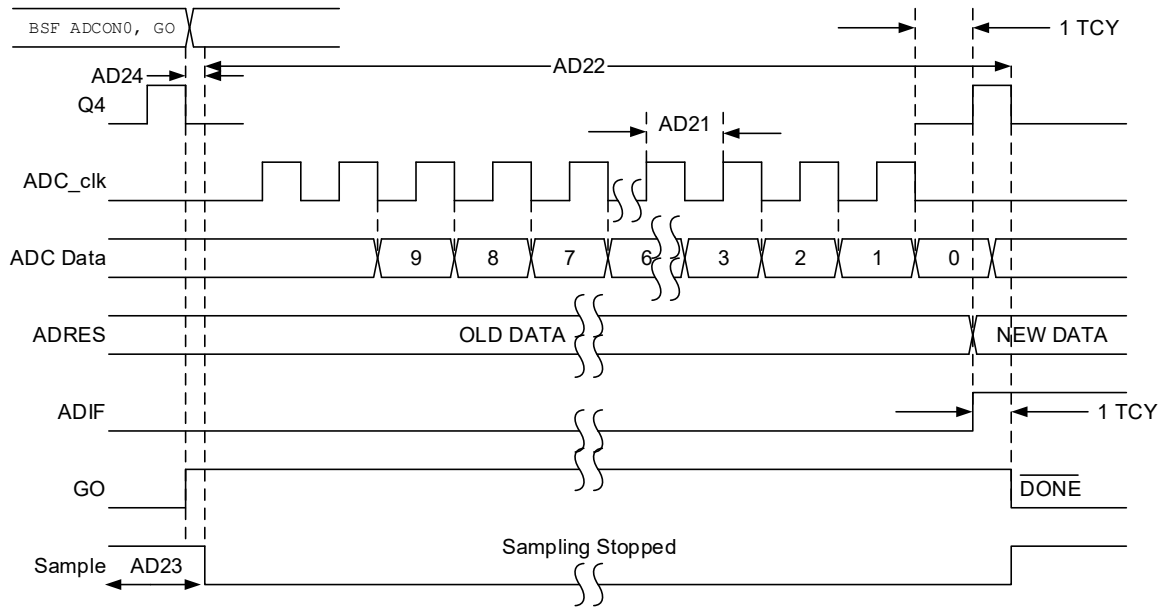 BSF ADCON0, GO
1 TCY
AD24
AD22
Q4
AD21
ADC_clk
ADC Data 9 8 7 6 3 2 1 0
ADRES OLD DATA NEW DATA
ADIF 1 TCY
GO DONE
Sampling Stopped
Sample AD23